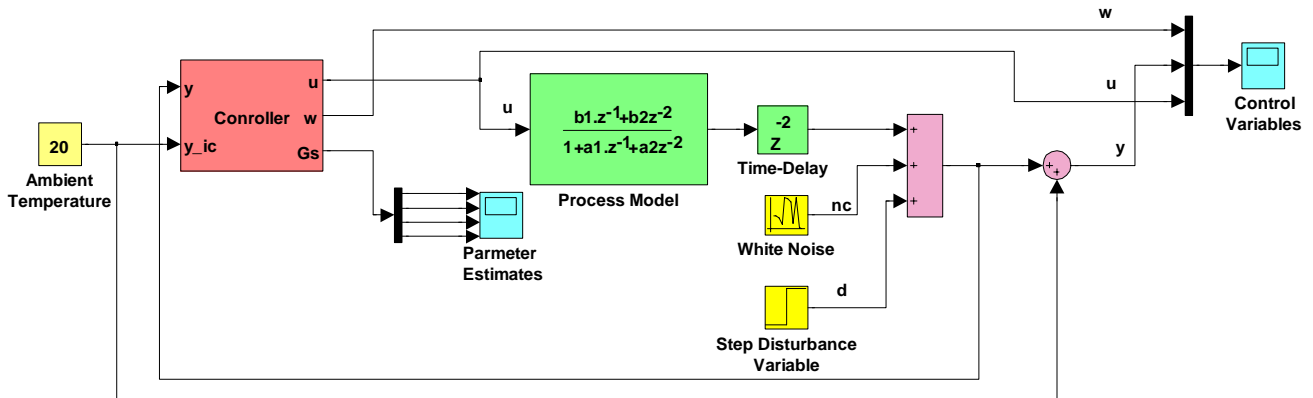 w
y
u
Conroller
w
y_ic
Gs
20
Ambient
Temperature
u
b1.z-1+b2z-2
1+a1.z-1+a2z-2
Process Model
-2
Z
Time-Delay
+
+
+
nc
White Noise
d
Step Disturbance
Variable
Parmeter
Estimates
+
+
y
u
Control
Variables